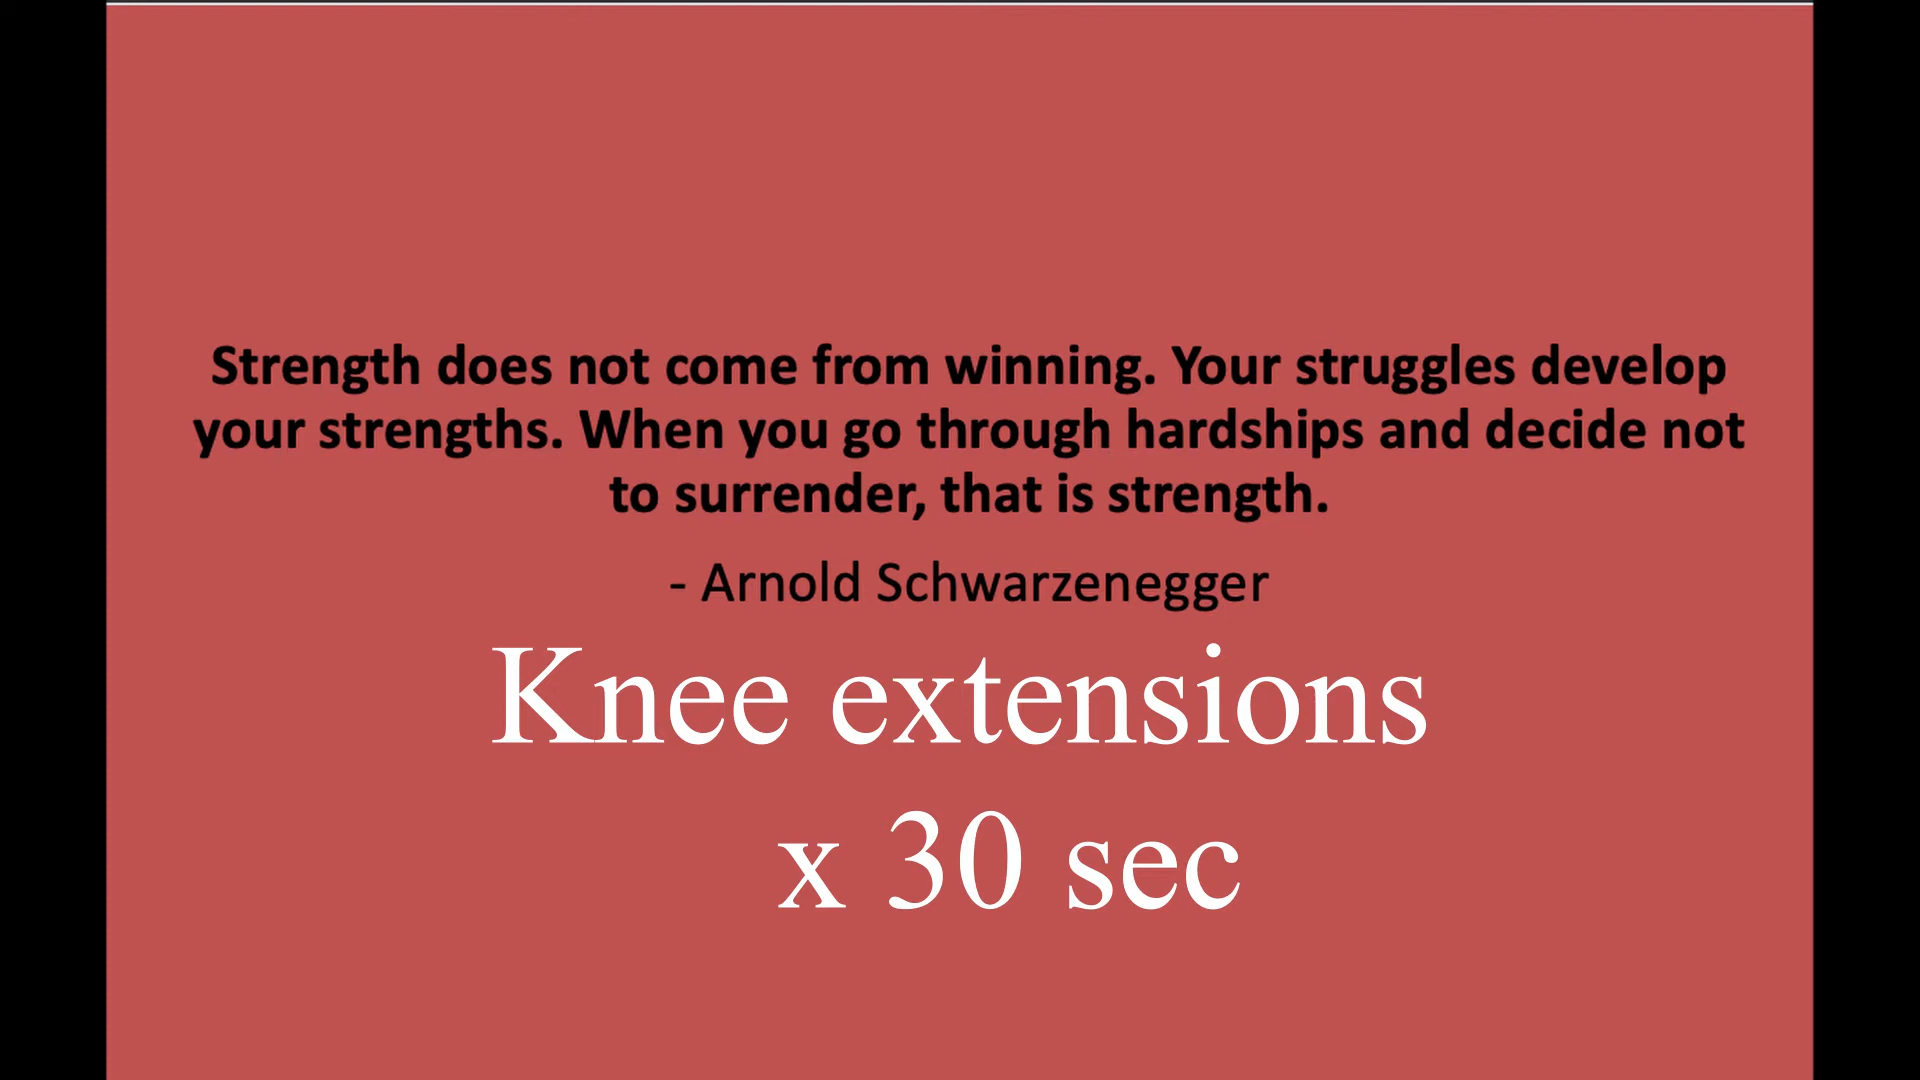 Strength does not come from winning. Your struggles develop
your strengths. When you go through hardships and decide not
to surrender, that is strength.
- Arnold Schwarzenegger
Knee extensions
x 30 sec